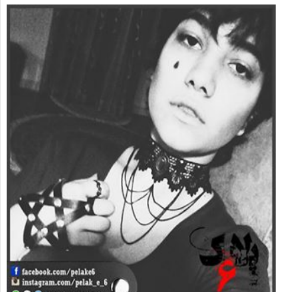 facebook.com/pelake6
instagram.com/pelak_e_6
پلاک
۶